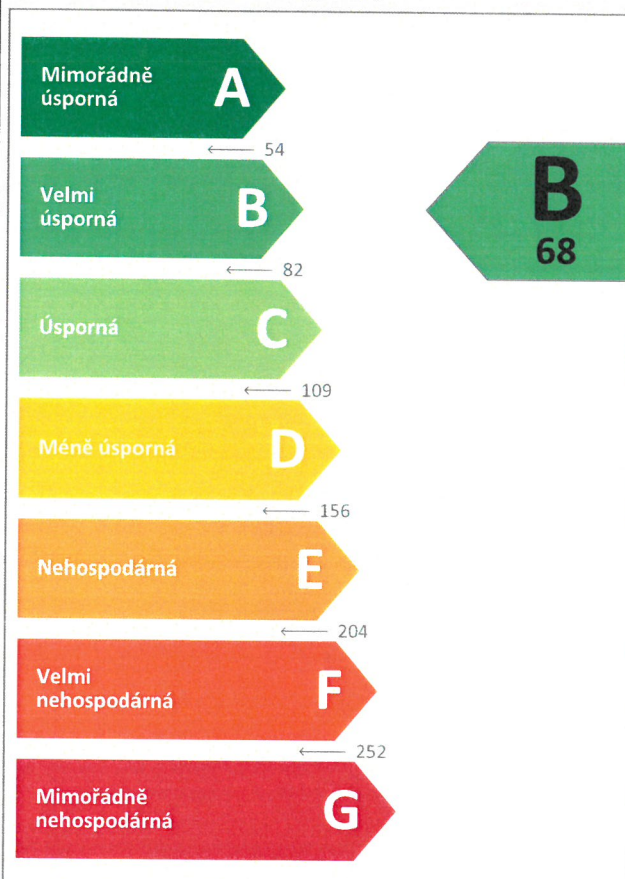 Mimořádně
úsporná
A
← 54
Velmi
úsporná
B
← 82
B
68
Úsporná
C
← 109
Méně úsporná
D
← 156
Nehospodárná
E
← 204
Velmi
nehospodárná
F
← 252
Mimořádně
nehospodárná
G